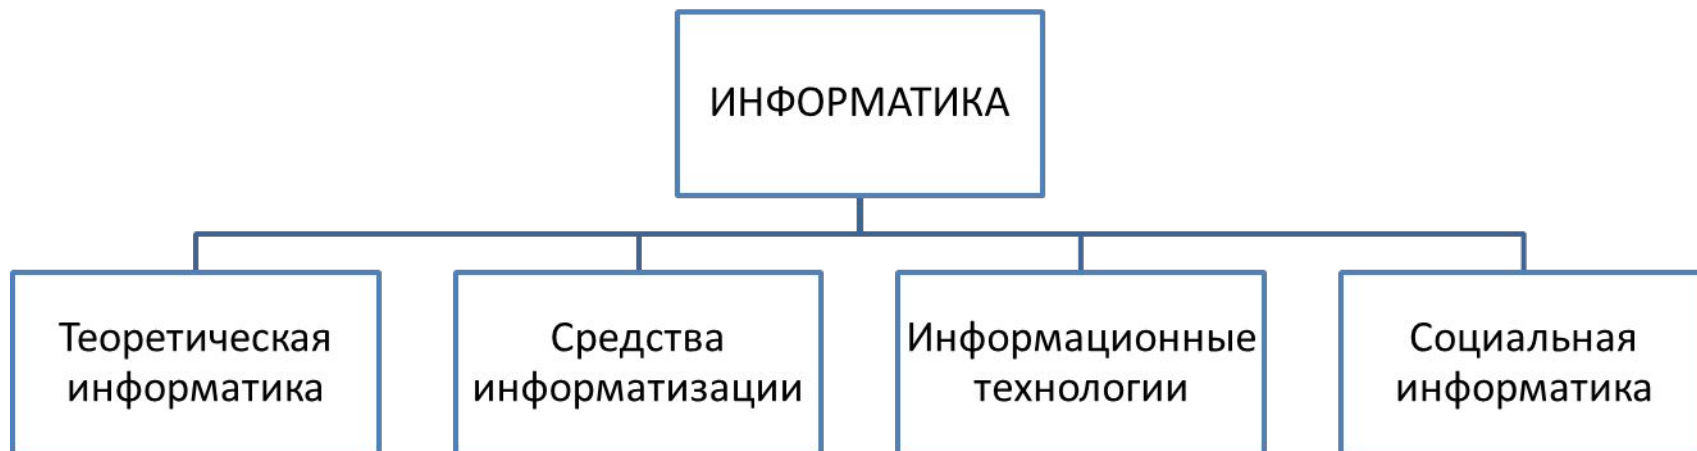 ИНФОРМАТИКА
Теоретическая
информатика
Средства
информатизации
Информационные
технологии
Социальная
информатика